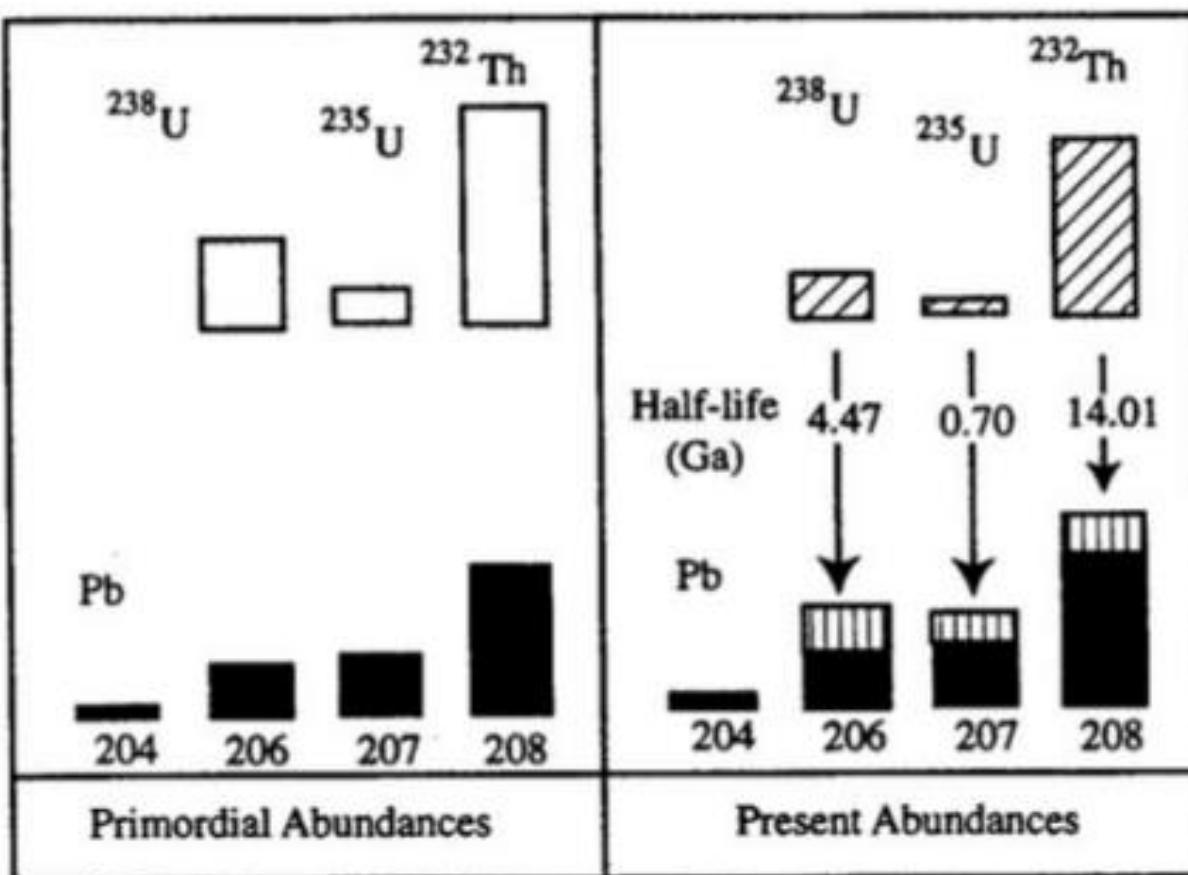 238U
235U
232Th
Pb
204 206 207 208
Primordial Abundances
238U
235U
232Th
Half-life
(Ga)
4.47 0.70 14.01
Pb
204 206 207 208
Present Abundances